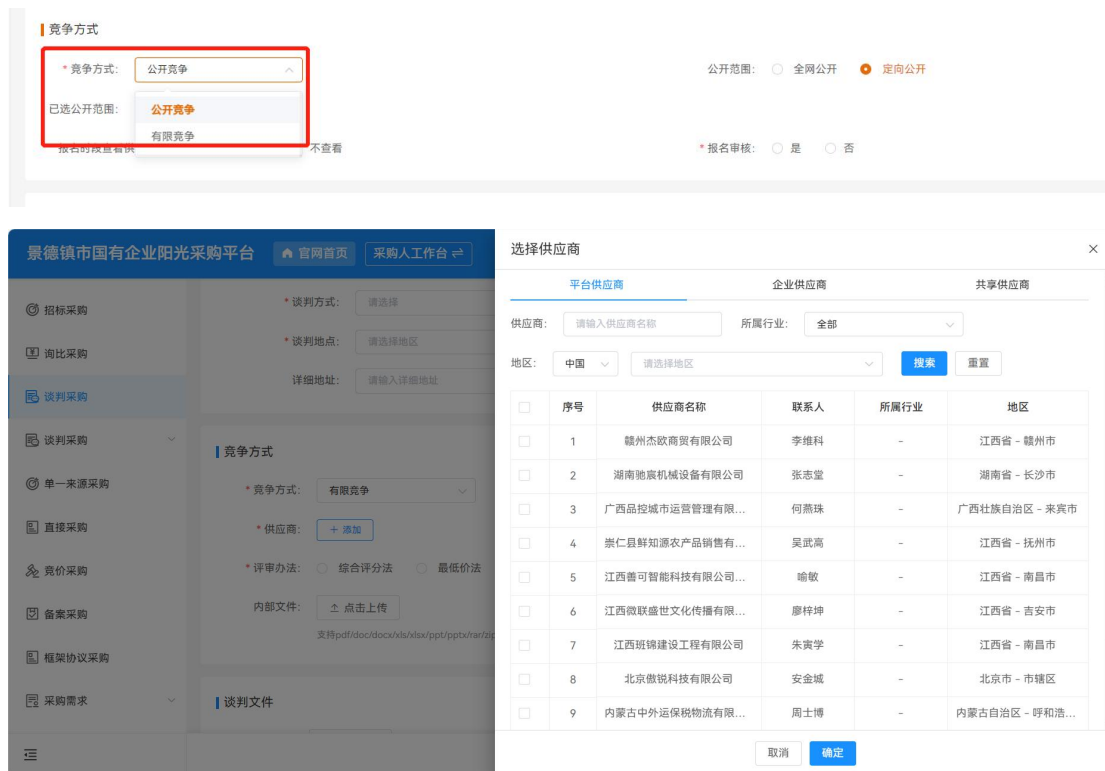 竞争方式
* 竞争方式: 公开竞争 公开范围: 全网公开 定向公开
已选公开范围: 公开竞争
有限竞争
报名时段查看供 不查看 * 报名审核: 是 否
景德镇市国有企业阳光采购平台 官网首页 采购人工作台
招标采购
询比采购
谈判采购
谈判采购
单一来源采购
直接采购
竞价采购
备案采购
框架协议采购
采购需求
* 谈判方式: 请选择
* 谈判地点: 请选择地区
详细地址: 请输入详细地址
竞争方式
* 竞争方式: 有限竞争
* 供应商: + 添加
* 评审办法: 综合评分法 最低价法
内部文件: 点击上传
支持pdf/doc/docx/xls/xlsx/ppt/pptx/rar/zip
谈判文件
选择供应商 ×
平台供应商 企业供应商 共享供应商
供应商: 请输入供应商名称 所属行业: 全部
地区: 中国 请选择地区 搜索 重置
序号 供应商名称 联系人 所属行业 地区
1 赣州杰欧商贸有限公司 李维科 - 江西省 - 赣州市
2 湖南驰宸机械设备有限公司 张志堂 - 湖南省 - 长沙市
3 广西品控城市运营管理有限... 何燕珠 - 广西壮族自治区 - 来宾市
4 崇仁县鲜知源农产品销售有... 吴武高 - 江西省 - 抚州市
5 江西善可智能科技有限公司... 喻敏 - 江西省 - 南昌市
6 江西微联盛世文化传播有限... 廖梓坤 - 江西省 - 吉安市
7 江西班锦建设工程有限公司 朱寅学 - 江西省 - 南昌市
8 北京傲锐科技有限公司 安金城 - 北京市 - 市辖区
9 内蒙古中外运保税物流有限... 周士博 - 内蒙古自治区 - 呼和浩...
取消 确定